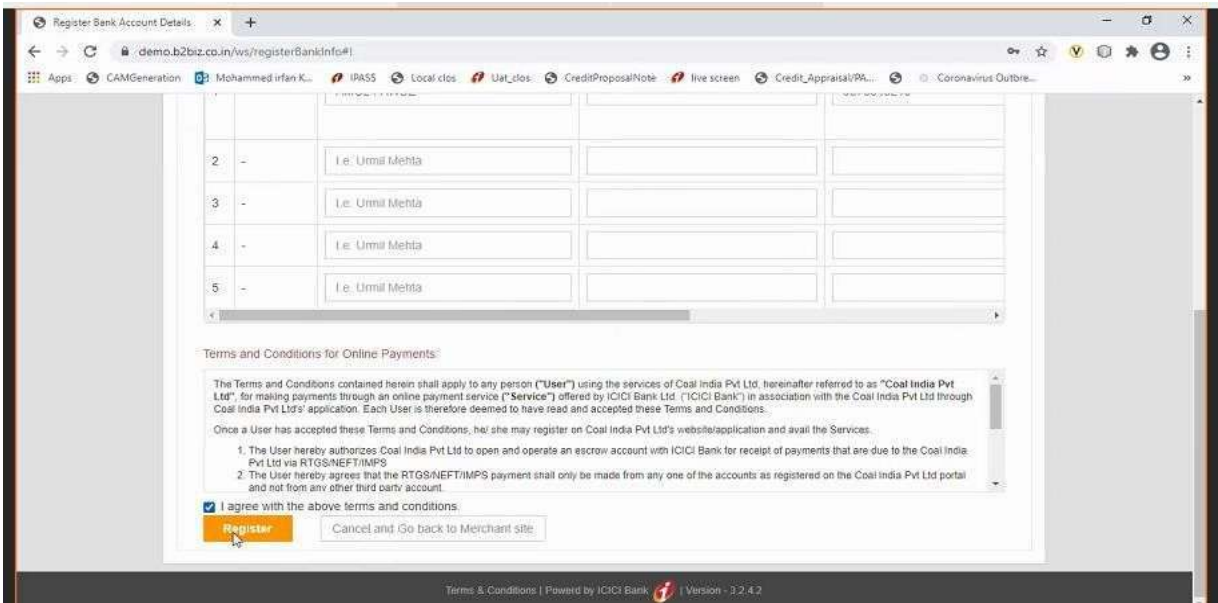 Register Bank Account Details
demo.b2biz.co.in/ws/registerBankInfo#!
Apps CAMGeneration Mohammed irfan K... IPASS Local clos Uat_clos CreditProposalNote live screen Credit_Appraisal/PA... Coronavirus Outbre...
2 - I.e. Urmil Mehta
3 - I.e. Urmil Mehta
4 - I.e. Urmil Mehta
5 - I.e. Urmil Mehta
Terms and Conditions for Online Payments:
The Terms and Conditions contained herein shall apply to any person ("User") using the services of Coal India Pvt Ltd, hereinafter referred to as "Coal India Pvt
Ltd", for making payments through an online payment service ("Service") offered by ICICI Bank Ltd. ("ICICI Bank") in association with the Coal India Pvt Ltd through
Coal India Pvt Ltd's' application. Each User is therefore deemed to have read and accepted these Terms and Conditions.
Once a User has accepted these Terms and Conditions, he/ she may register on Coal India Pvt Ltd's website/application and avail the Services.
1. The User hereby authorizes Coal India Pvt Ltd to open and operate an escrow account with ICICI Bank for receipt of payments that are due to the Coal India
Pvt Ltd via RTGS/NEFT/IMPS
2. The User hereby agrees that the RTGS/NEFT/IMPS payment shall only be made from any one of the accounts as registered on the Coal India Pvt Ltd portal
and not from any other third party account.
I agree with the above terms and conditions.
Register Cancel and Go back to Merchant site
Terms & Conditions | Powerd by ICICI Bank | Version - 3.2.4.2